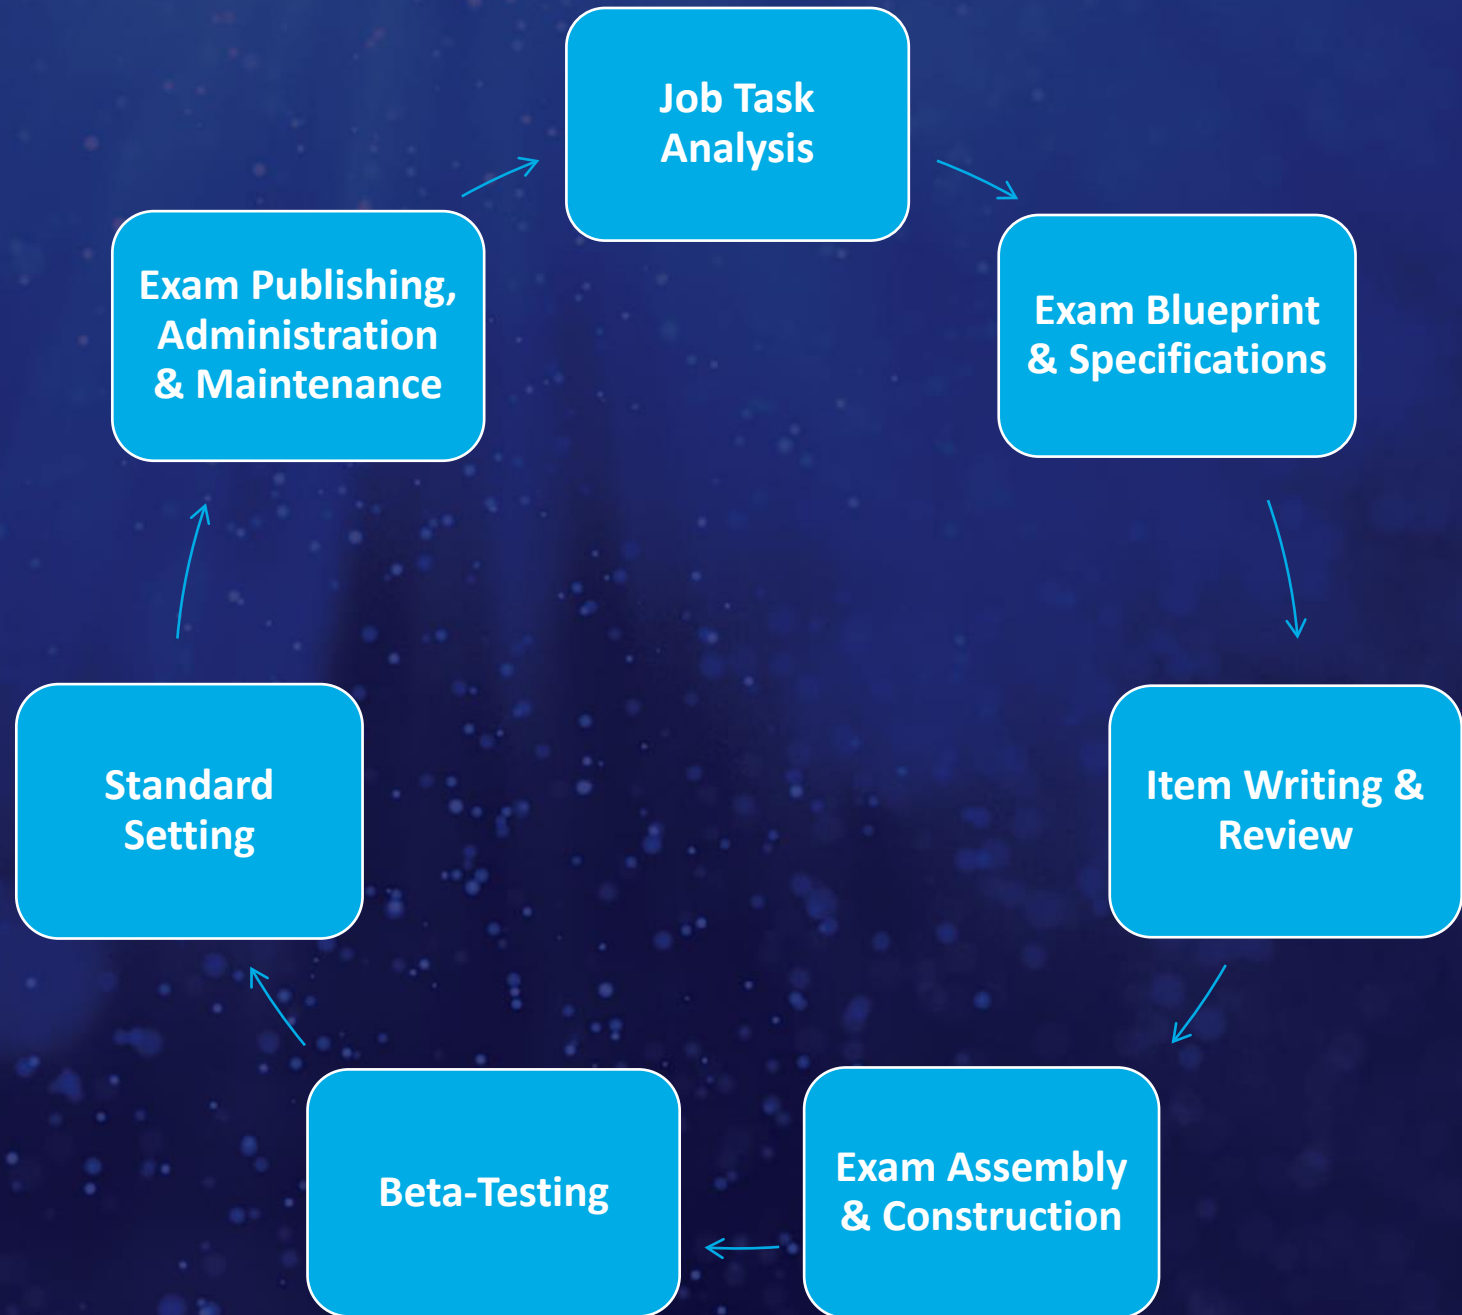 Job Task
Analysis
Exam Blueprint
& Specifications
Item Writing &
Review
Exam Assembly
& Construction
Beta-Testing
Standard
Setting
Exam Publishing,
Administration
& Maintenance